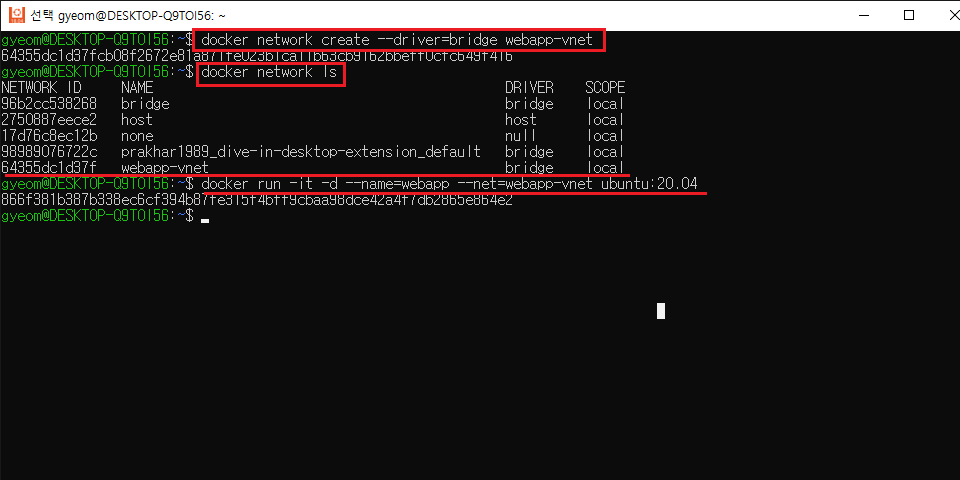 선택 gyeom@DESKTOP-Q9TOI56: ~
gyeom@DESKTOP-Q9TOI56:~$ docker network create --driver=bridge webapp-vnet
gyeom@DESKTOP-Q9TOI56:~$ docker network ls
NETWORK ID NAME DRIVER SCOPE
96b2cc538268 bridge bridge local
2750887eece2 host host local
17d76c8ec12b none null local
98989076722c prakhar1989_dive-in-desktop-extension_default bridge local
64355dc1d37f webapp-vnet bridge local
gyeom@DESKTOP-Q9TOI56:~$ docker run -it -d --name=webapp --net=webapp-vnet ubuntu:20.04
gyeom@DESKTOP-Q9TOI56:~$